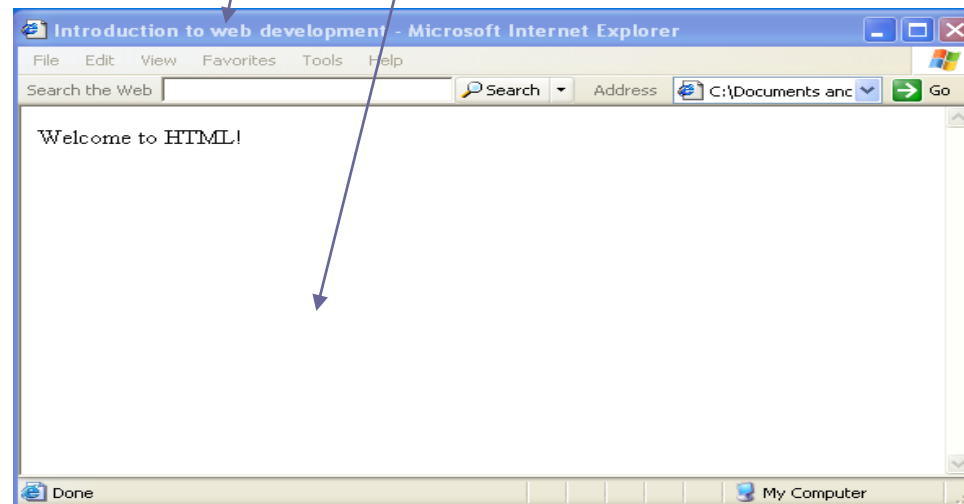 Introduction to web development - Microsoft Internet Explorer
File Edit View Favorites Tools Help
Search the Web Search Address C:\Documents anc Go
Welcome to HTML!
Done My Computer